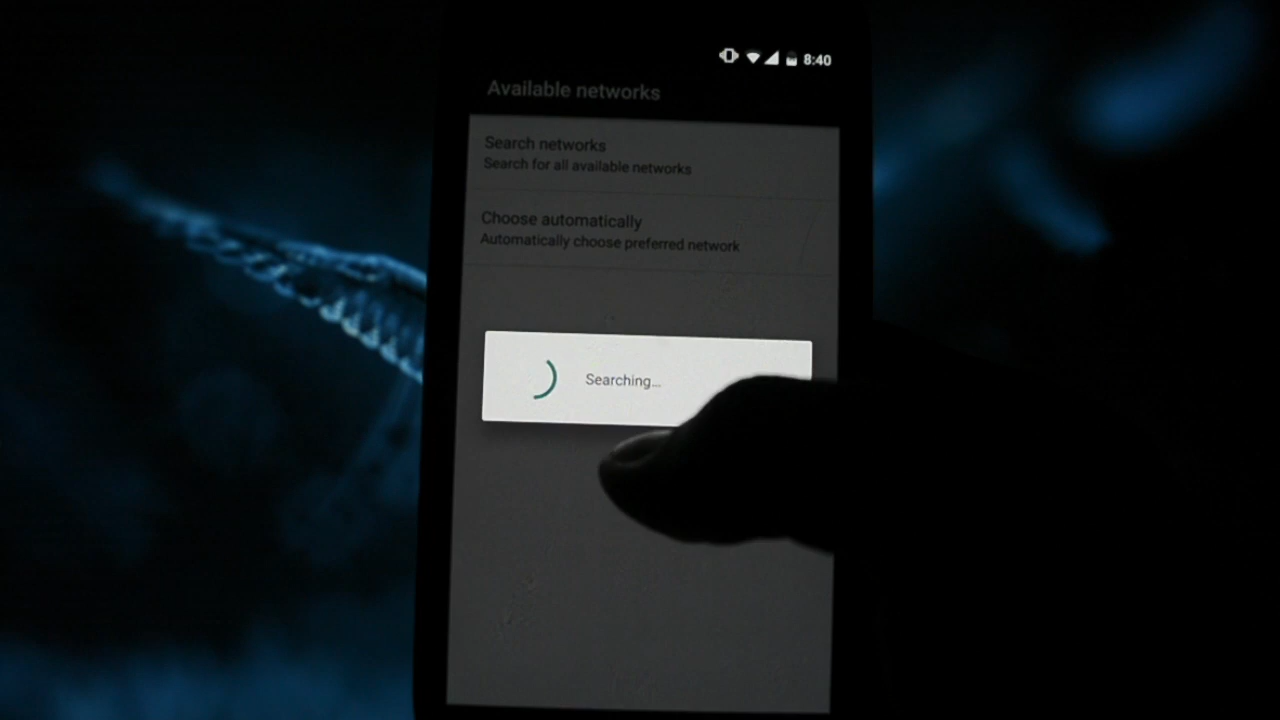 8:40
Available networks
Search networks
Search for all available networks
Choose automatically
Automatically choose preferred network
Searching...